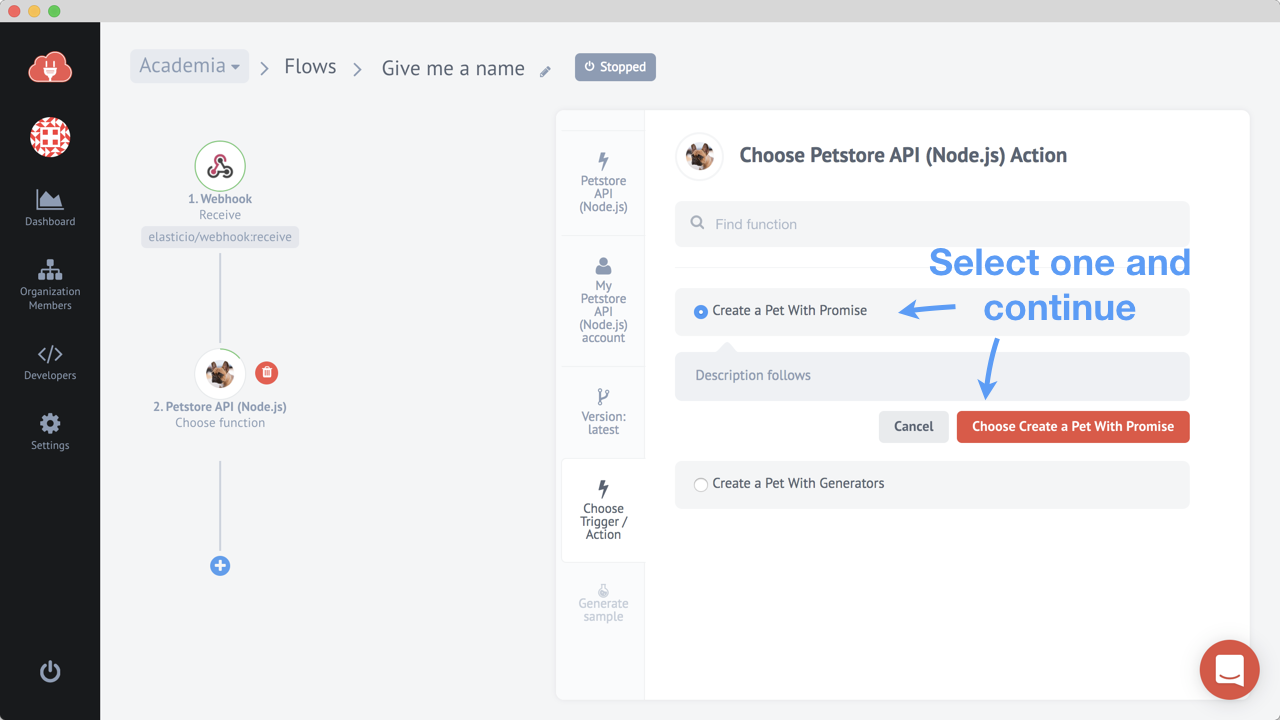 Academia
Flows
Give me a name
Stopped
Dashboard
Organization
Members
Developers
Settings
1. Webhook
Receive
elasticio/webhook:receive
2. Petstore API (Node.js)
Choose function
Petstore
API
(Node.js)
My
Petstore
API
(Node.js)
account
Version:
latest
Choose
Trigger /
Action
Generate
sample
Choose Petstore API (Node.js) Action
Find function
Select one and
continue
Create a Pet With Promise
Description follows
Cancel
Choose Create a Pet With Promise
Create a Pet With Generators